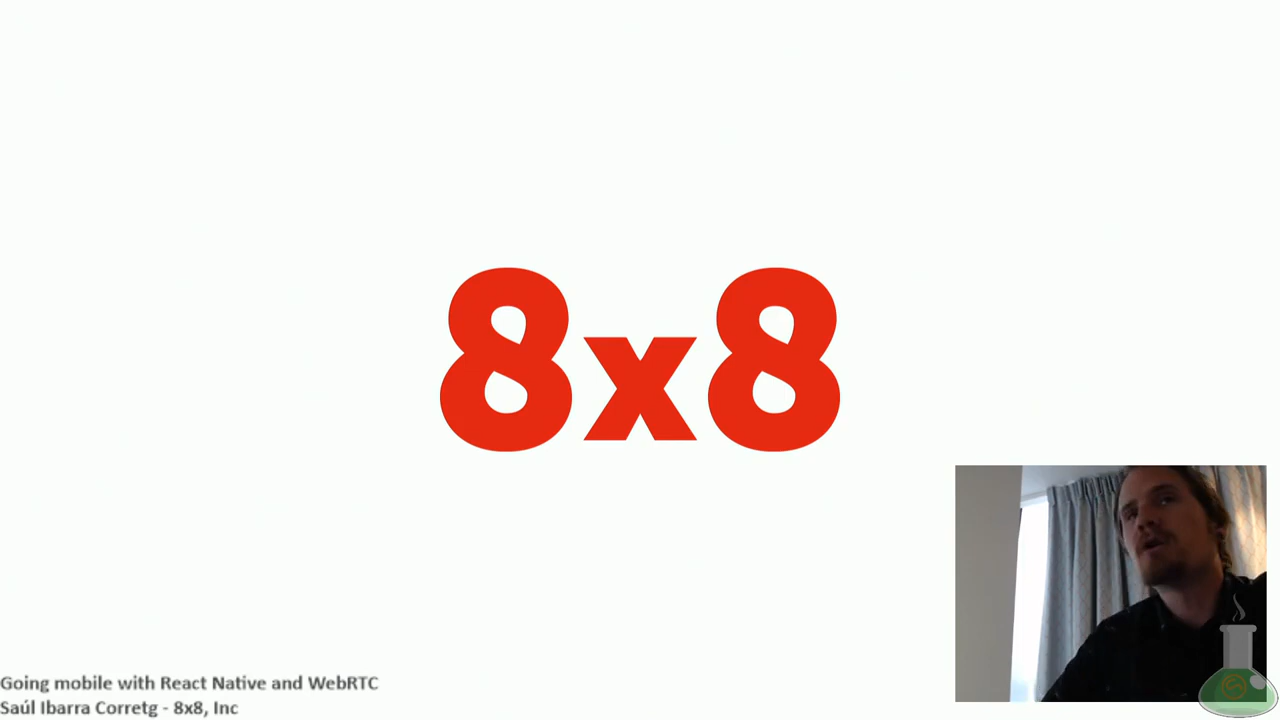 8x8
Going mobile with React Native and WebRTC
Saúl Ibarra Corretg - 8x8, Inc